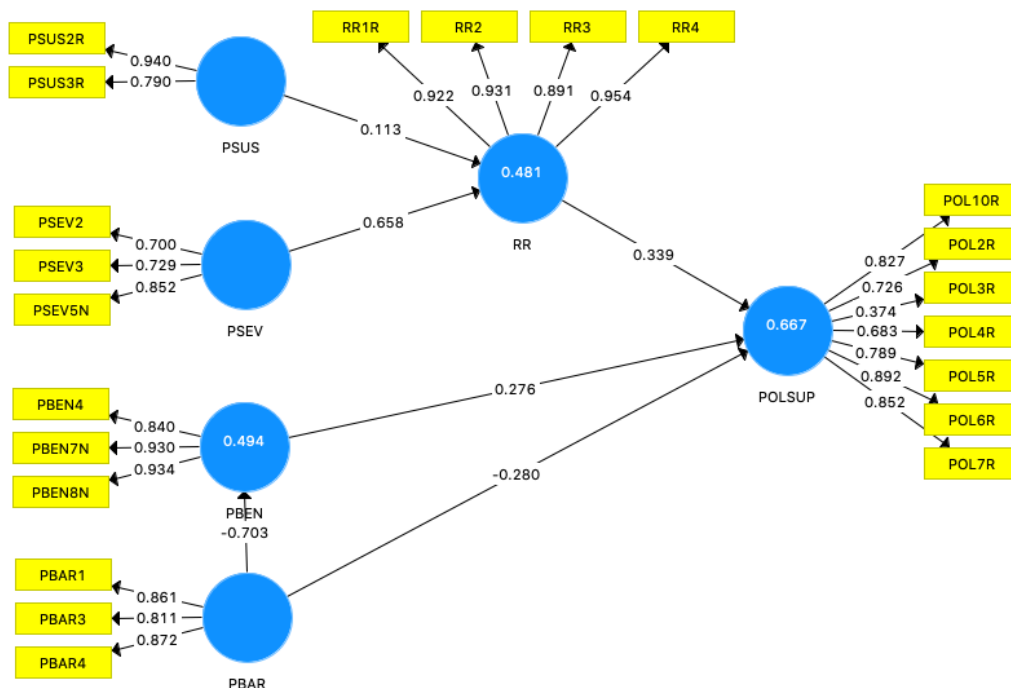 PSUS2R
PSUS3R
0.940
0.790
PSUS
RR1R
RR2
RR3
RR4
0.922
0.931
0.891
0.954
0.113
0.481
RR
PSEV2
PSEV3
PSEV5N
0.700
0.729
0.852
PSEV
0.658
0.339
PBEN4
PBEN7N
PBEN8N
0.840
0.930
0.934
0.494
PBEN
-0.703
0.276
-0.280
PBAR1
PBAR3
PBAR4
0.861
0.811
0.872
PBAR
0.667
POLSUP
0.827
0.726
0.374
0.683
0.789
0.892
0.852
POL10R
POL2R
POL3R
POL4R
POL5R
POL6R
POL7R